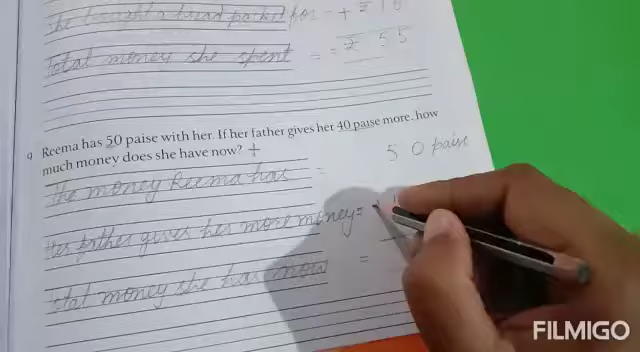 She bought a bread packet for - + ₹ 10
Total money she spent = = ₹ 55
9 Reema has 50 paise with her. If her father gives her 40 paise more, how
much money does she have now? +
The money Reema has = 50 paise
Her father gives her more money =
Total money she has now =
FILMIGO